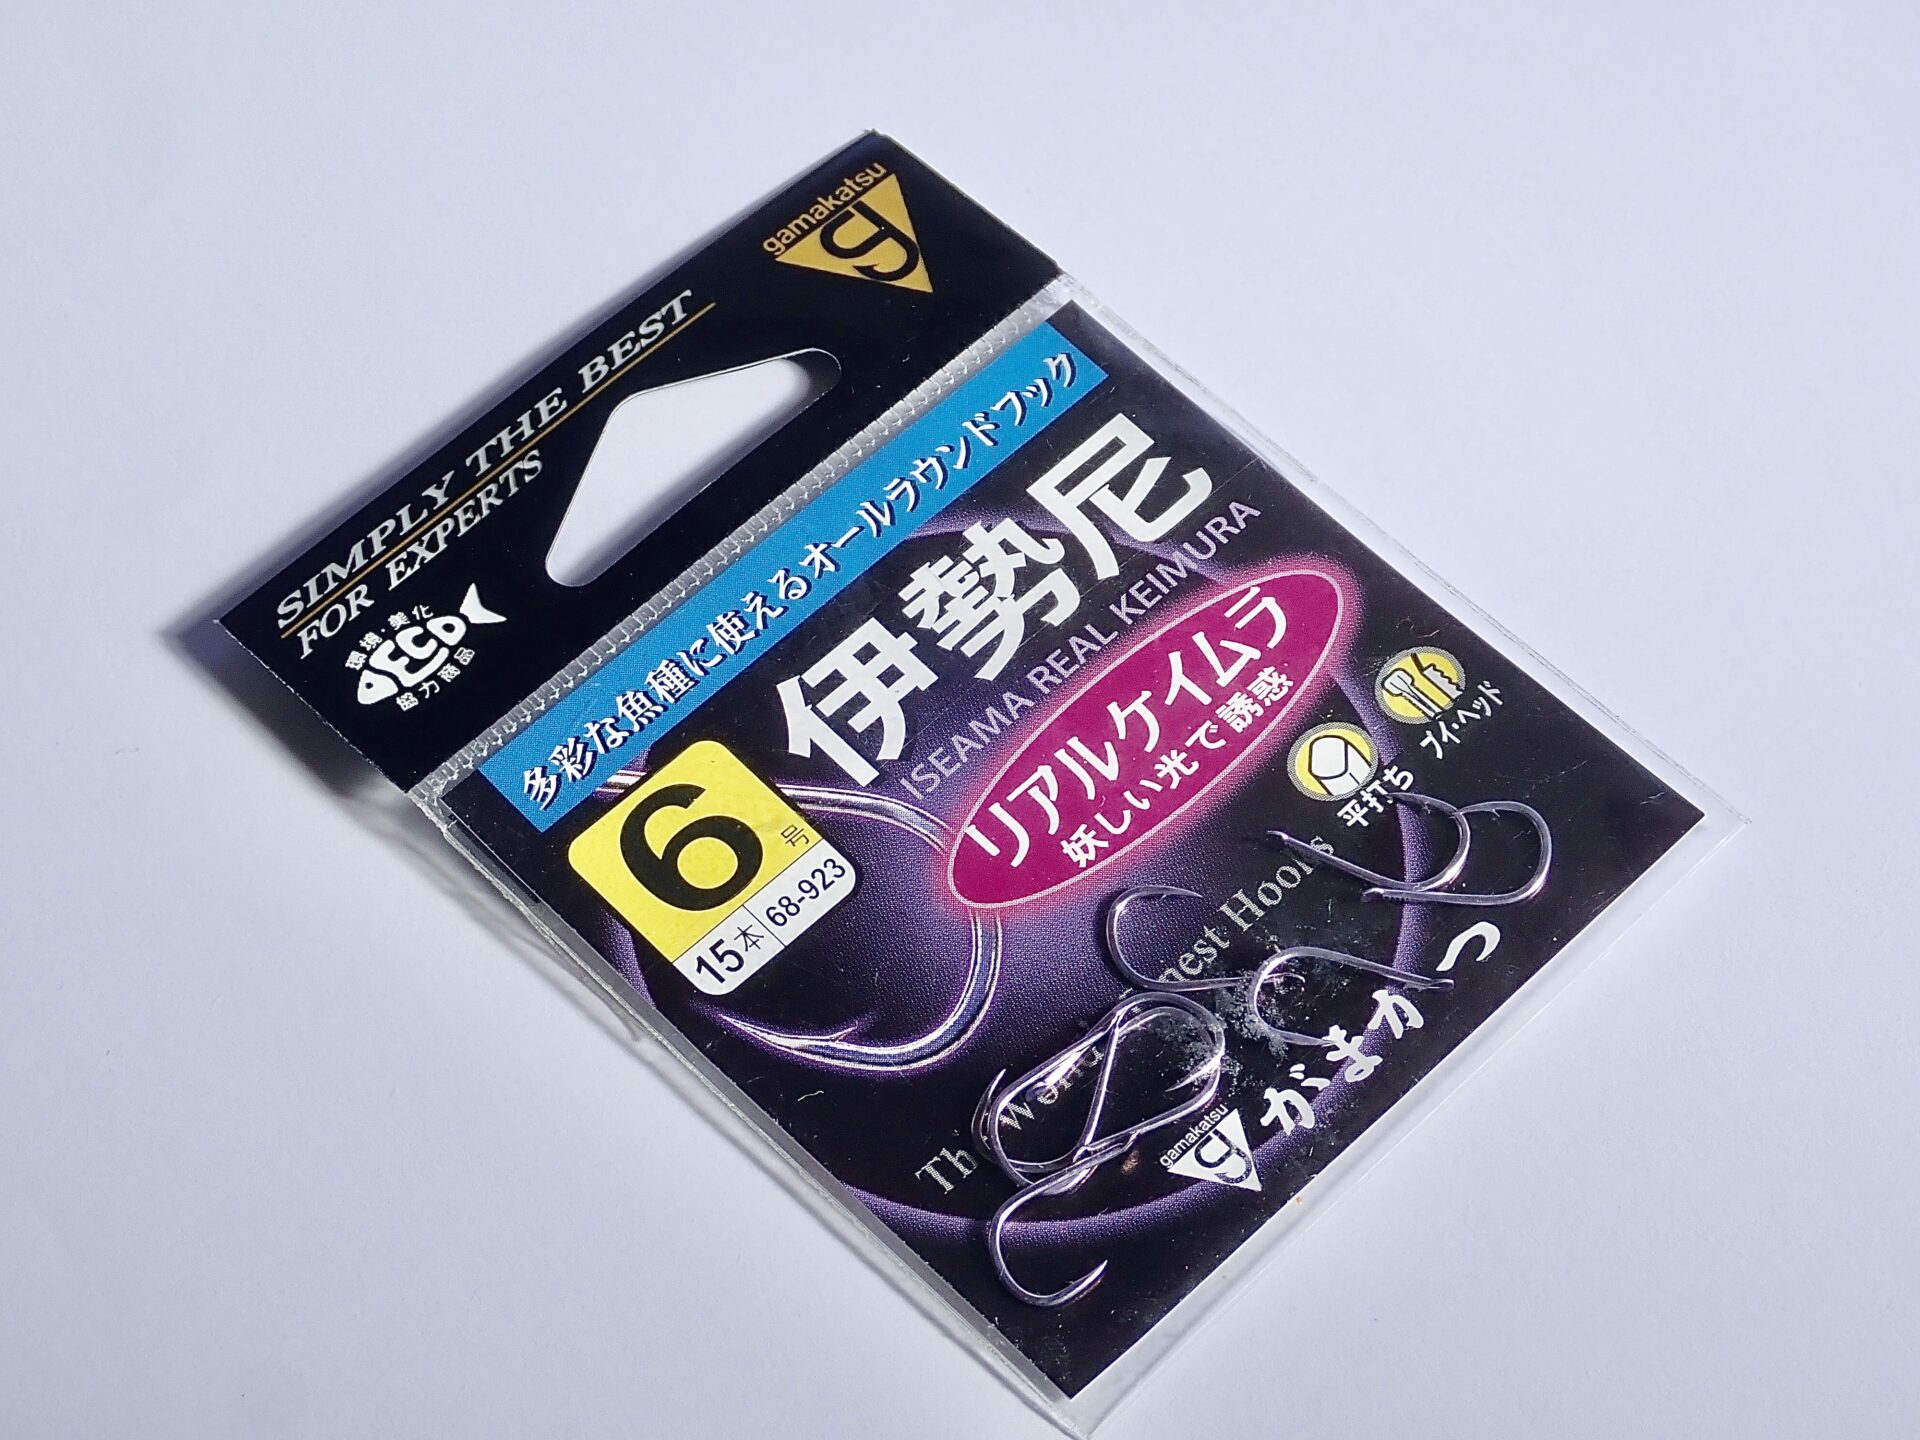 gamakatsu
SIMPLY THE BEST
FOR EXPERTS
環境・美化
ECO
協力商品
多彩な魚種に使えるオールラウンドフック
伊勢尼
ISEAMA REAL KEIMURA
リアルケイムラ
妖しい光で誘惑
6号
15本
68-923
平打ち
ブイ・ヘッド
Hooks
gamakatsu
がまかつ